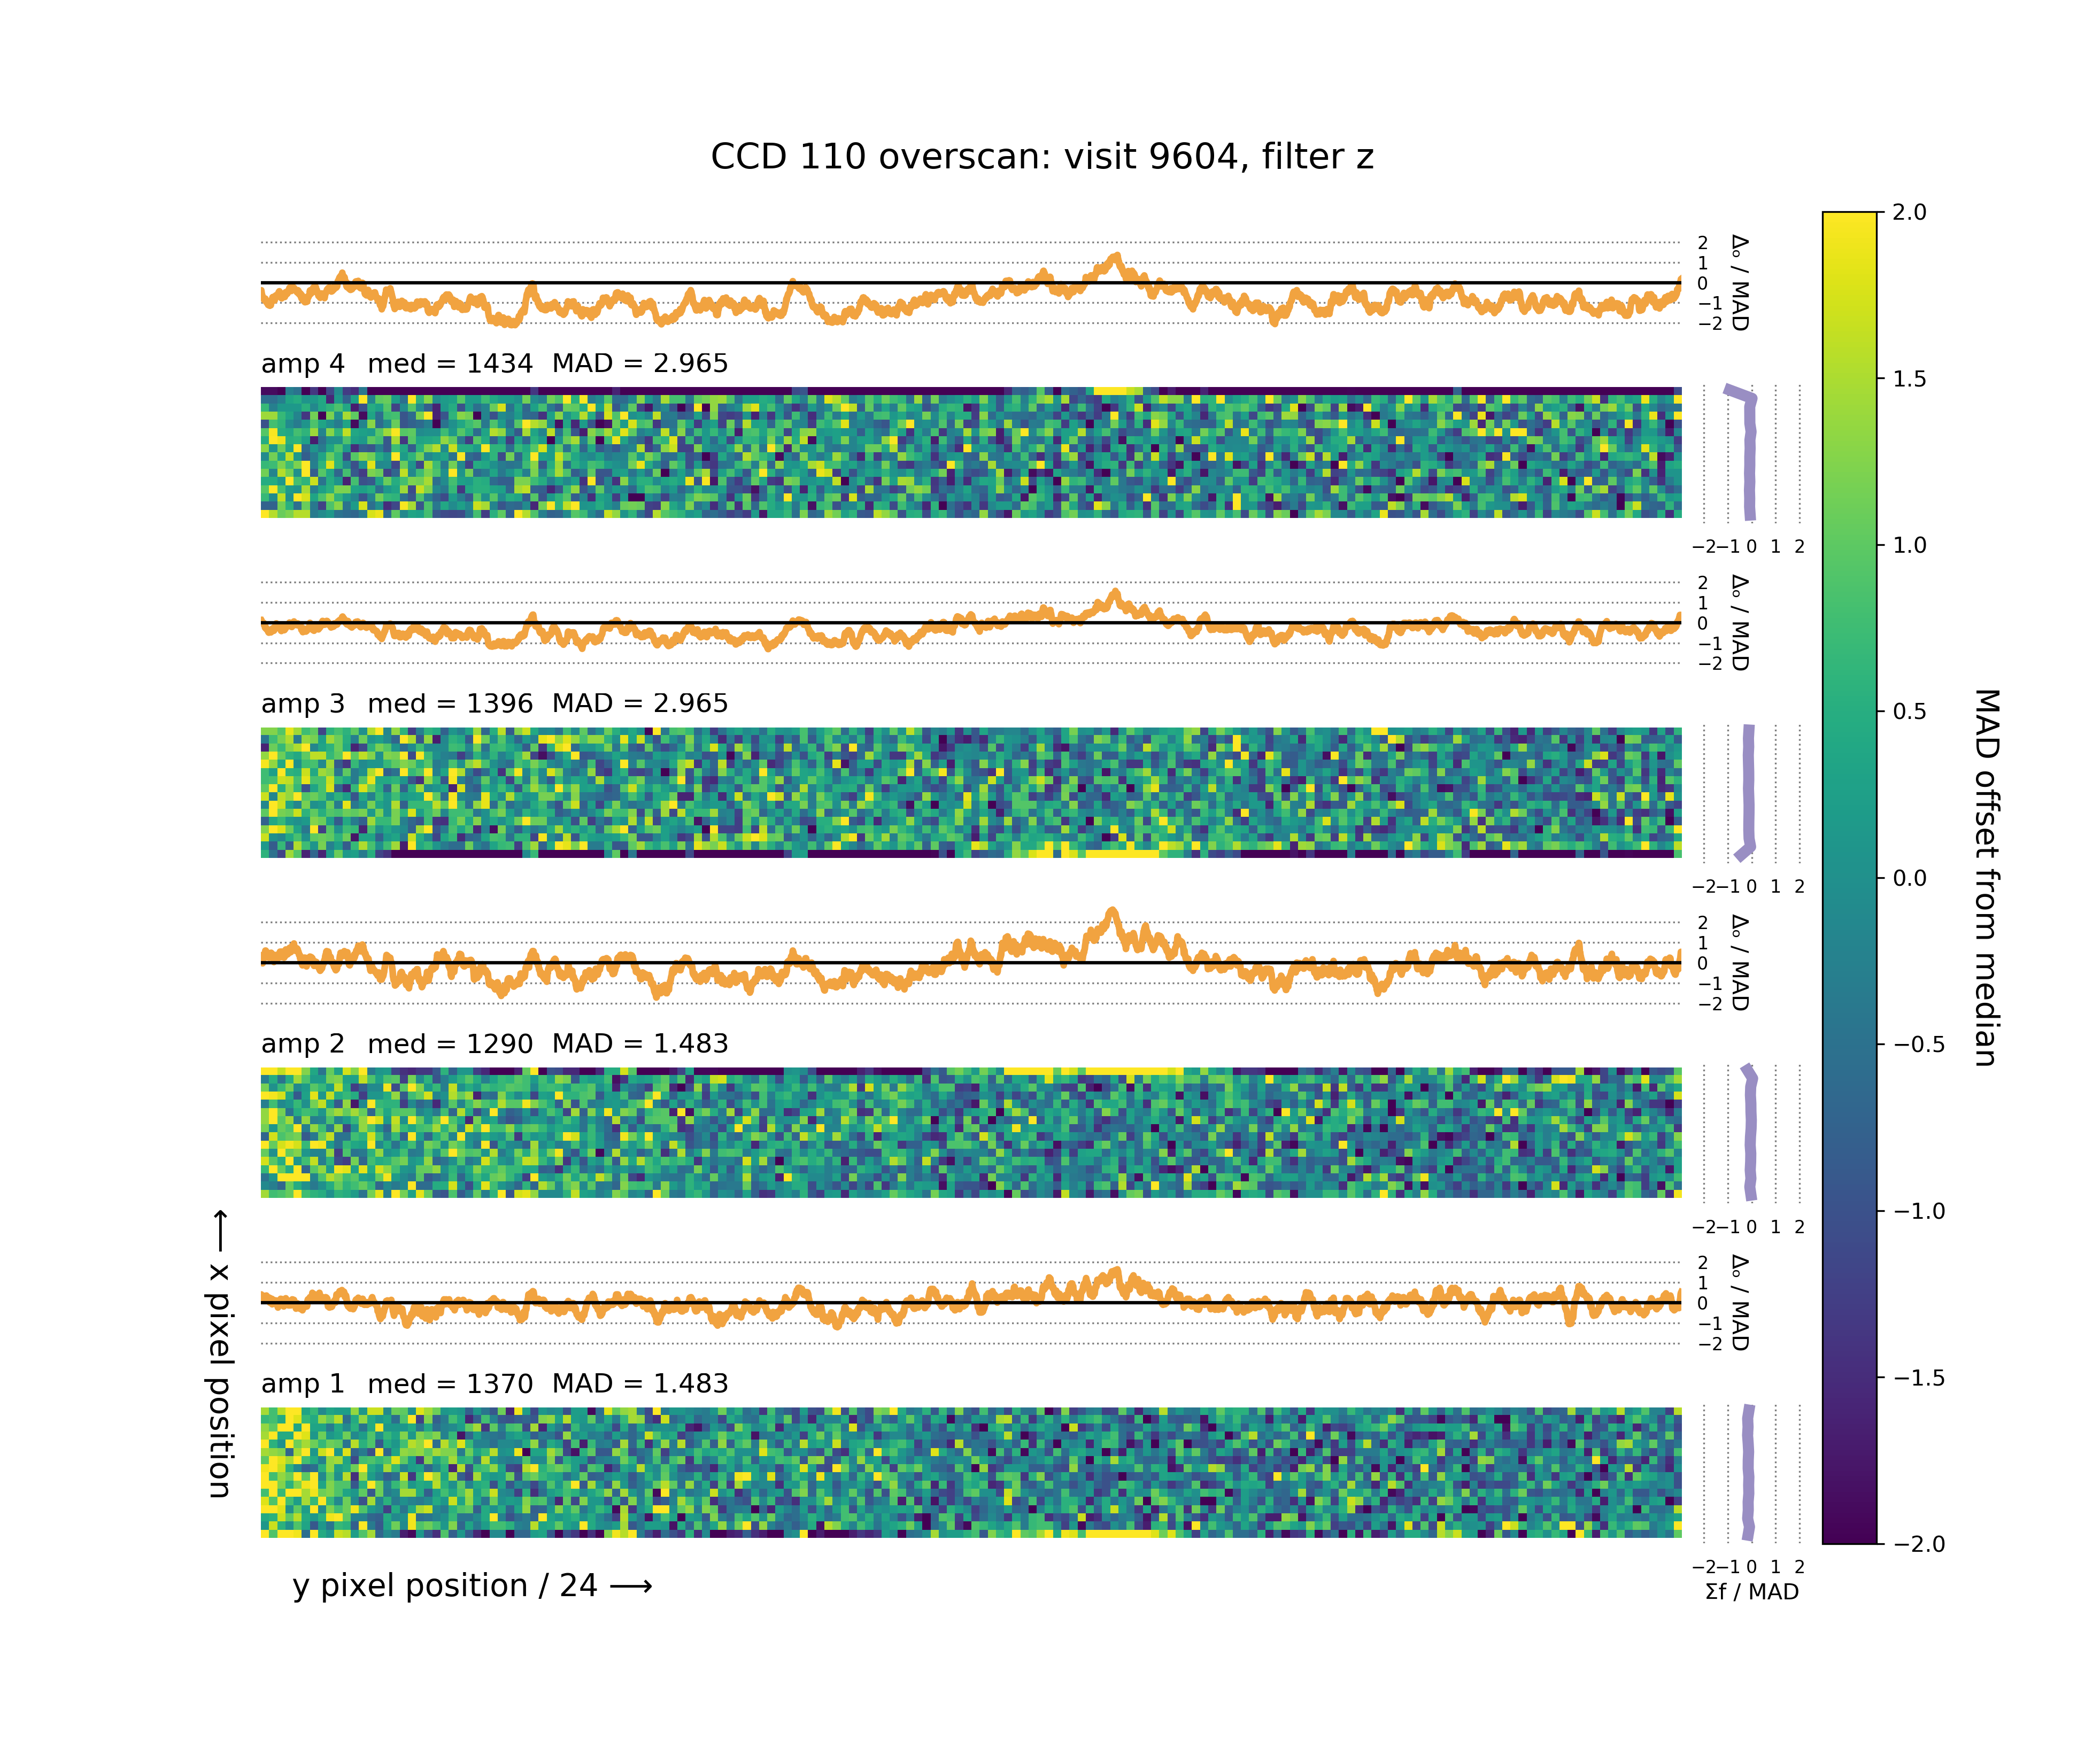 CCD 110 overscan: visit 9604, filter z
2
1
0
−1
−2
Δₒ / MAD
amp 4 med = 1434 MAD = 2.965
−2 −1 0 1 2
2
1
0
−1
−2
Δₒ / MAD
amp 3 med = 1396 MAD = 2.965
−2 −1 0 1 2
2
1
0
−1
−2
Δₒ / MAD
amp 2 med = 1290 MAD = 1.483
−2 −1 0 1 2
2
1
0
−1
−2
Δₒ / MAD
amp 1 med = 1370 MAD = 1.483
−2 −1 0 1 2
Σf / MAD
y pixel position / 24 ⟶
⟵ x pixel position
2.0
1.5
1.0
0.5
0.0
−0.5
−1.0
−1.5
−2.0
MAD offset from median